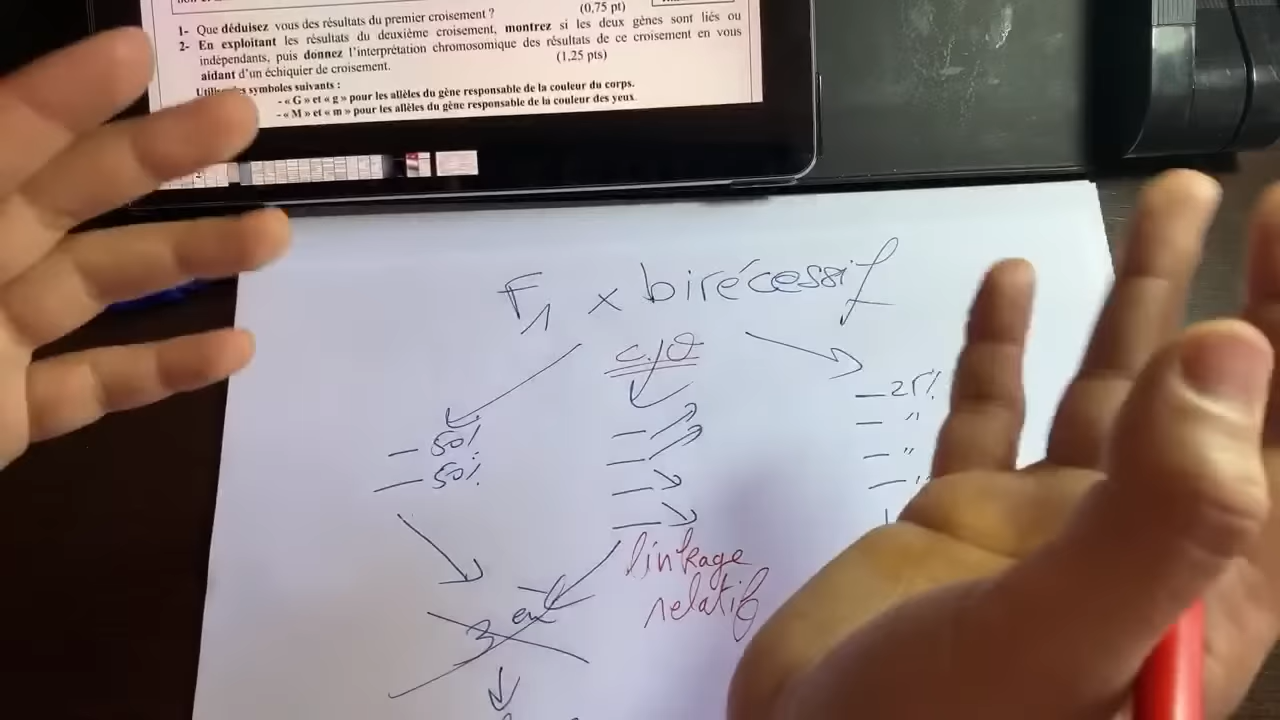 (0,75 pt)
1- Que déduisez vous des résultats du premier croisement ?
2- En exploitant les résultats du deuxième croisement, montrez si les deux gènes sont liés ou
indépendants, puis donnez l'interprétation chromosomique des résultats de ce croisement en vous
aidant d'un échiquier de croisement.
(1,25 pts)
symboles suivants :
- « G » et « g » pour les allèles du gène responsable de la couleur du corps.
- « M » et « m » pour les allèles du gène responsable de la couleur des yeux.
F1 x birécessif
c/o
— 50%
— 50%
— 25%
— "
— "
— "
linkage
relatif